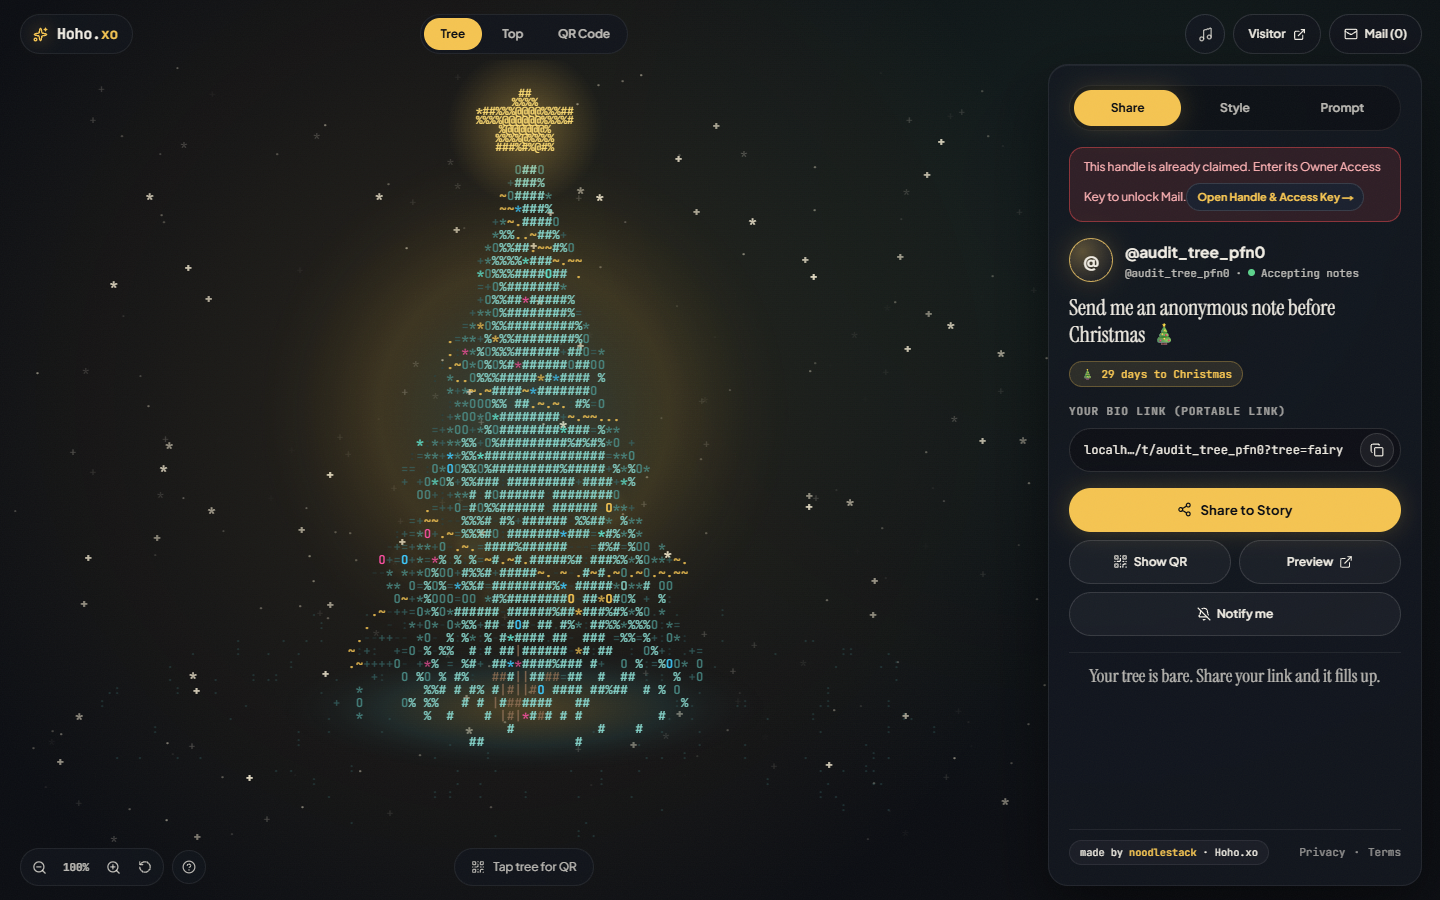 Hoho.xo
Tree
Top
QR Code
Visitor
Mail (0)
Share
Style
Prompt
This handle is already claimed. Enter its Owner Access
Key to unlock Mail. Open Handle & Access Key →
@
@audit_tree_pfn0
@audit_tree_pfn0 · Accepting notes
Send me an anonymous note before
Christmas 🎄
🎄 29 days to Christmas
YOUR BIO LINK (PORTABLE LINK)
localh…/t/audit_tree_pfn0?tree=fairy
Share to Story
Show QR
Preview
Notify me
Your tree is bare. Share your link and it fills up.
100%
Tap tree for QR
made by noodlestack · Hoho.xo
Privacy · Terms